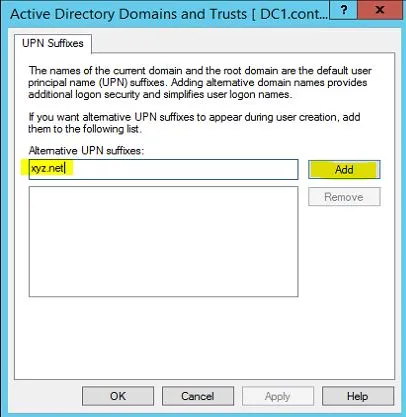 Active Directory Domains and Trusts [ DC1.cont... ? x
UPN Suffixes
The names of the current domain and the root domain are the default user
principal name (UPN) suffixes. Adding alternative domain names provides
additional logon security and simplifies user logon names.
If you want alternative UPN suffixes to appear during user creation, add
them to the following list.
Alternative UPN suffixes:
xyz.net
Add
Remove
OK Cancel Apply Help